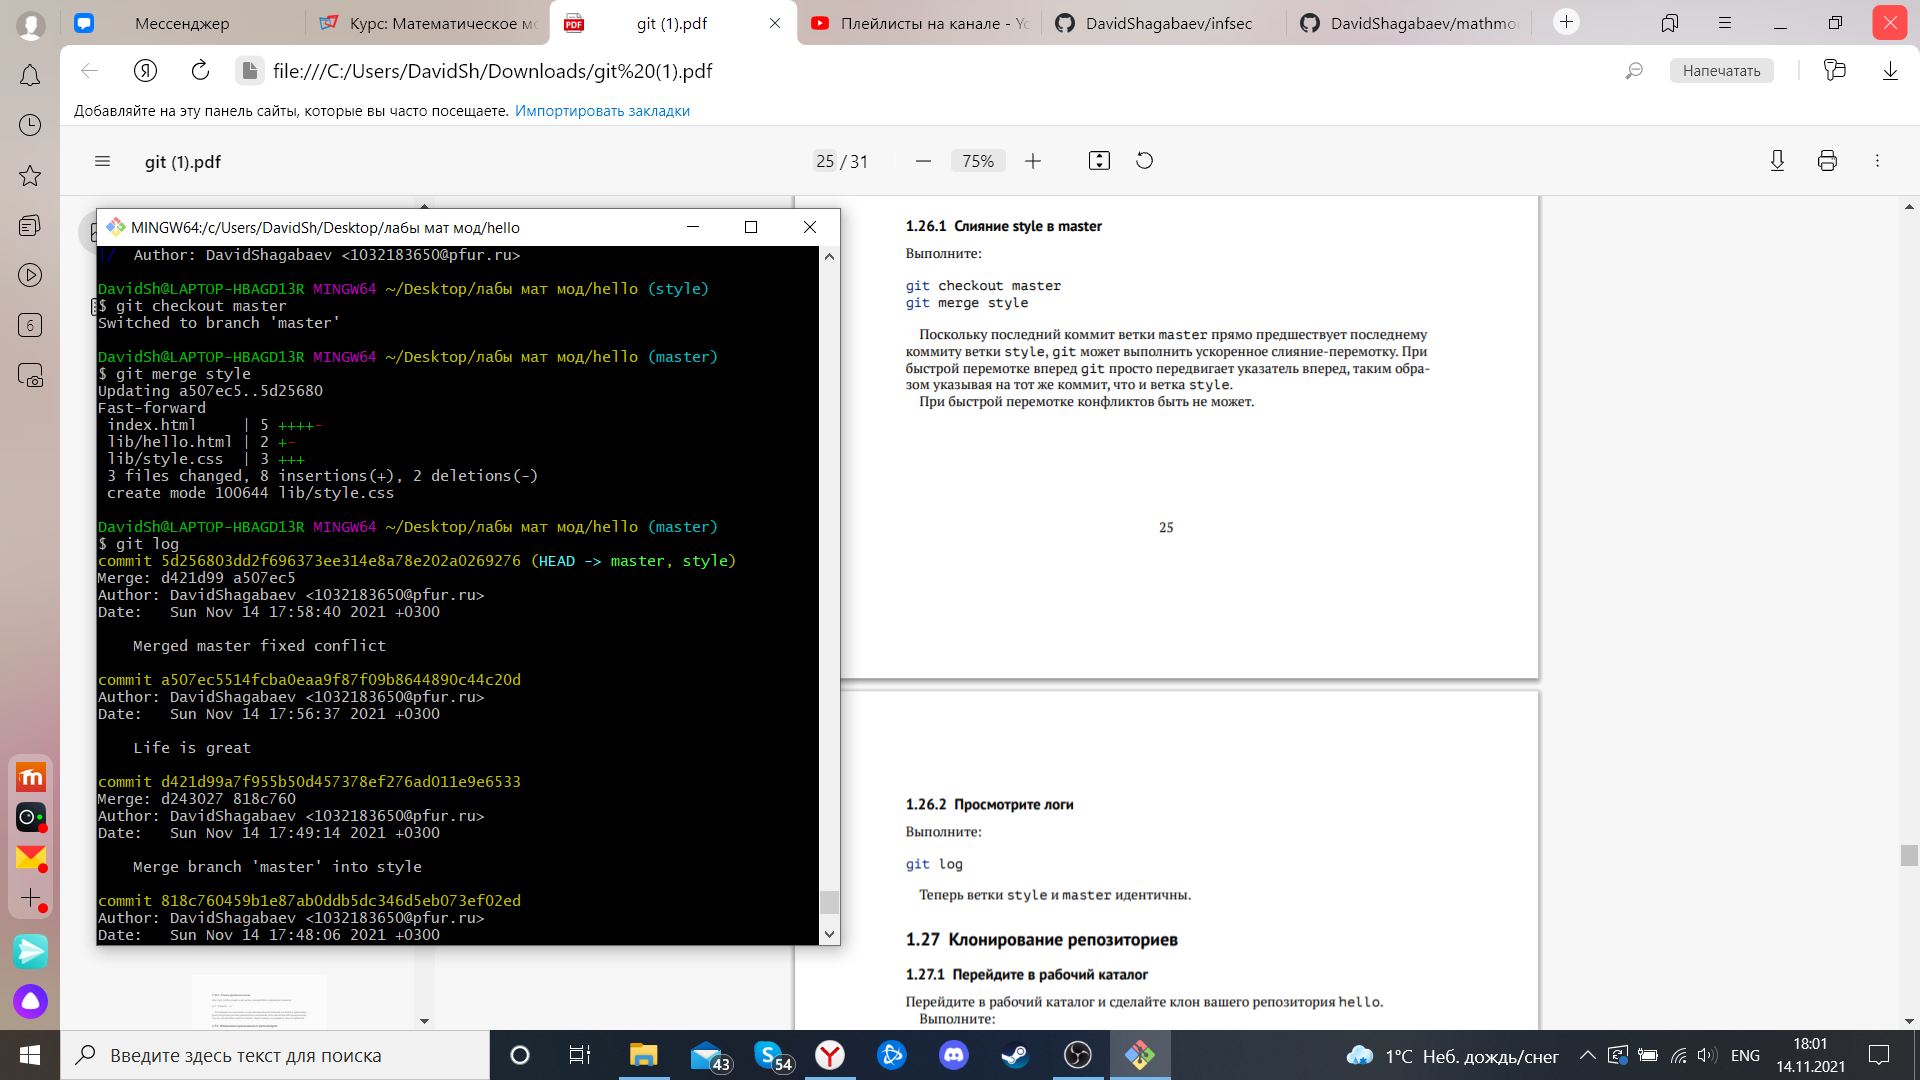 Мессенджер
Курс: Математическое мо
git (1).pdf
Плейлисты на канале - Yo
DavidShagabaev/infsec
DavidShagabaev/mathmo
file:///C:/Users/DavidSh/Downloads/git%20(1).pdf
Напечатать
Добавляйте на эту панель сайты, которые вы часто посещаете. Импортировать закладки
git (1).pdf
25 / 31
75%
MINGW64:/c/Users/DavidSh/Desktop/лабы мат мод/hello
|/  Author: DavidShagabaev <1032183650@pfur.ru>
DavidSh@LAPTOP-HBAGD13R MINGW64 ~/Desktop/лабы мат мод/hello (style)
$ git checkout master
Switched to branch 'master'
DavidSh@LAPTOP-HBAGD13R MINGW64 ~/Desktop/лабы мат мод/hello (master)
$ git merge style
Updating a507ec5..5d25680
Fast-forward
index.html     | 5 ++++-
lib/hello.html | 2 +-
lib/style.css  | 3 +++
3 files changed, 8 insertions(+), 2 deletions(-)
create mode 100644 lib/style.css
DavidSh@LAPTOP-HBAGD13R MINGW64 ~/Desktop/лабы мат мод/hello (master)
$ git log
commit 5d256803dd2f696373ee314e8a78e202a0269276 (HEAD -> master, style)
Merge: d421d99 a507ec5
Author: DavidShagabaev <1032183650@pfur.ru>
Date:   Sun Nov 14 17:58:40 2021 +0300
Merged master fixed conflict
commit a507ec5514fcba0eaa9f87f09b8644890c44c20d
Author: DavidShagabaev <1032183650@pfur.ru>
Date:   Sun Nov 14 17:56:37 2021 +0300
Life is great
commit d421d99a7f955b50d457378ef276ad011e9e6533
Merge: d243027 818c760
Author: DavidShagabaev <1032183650@pfur.ru>
Date:   Sun Nov 14 17:49:14 2021 +0300
Merge branch 'master' into style
commit 818c760459b1e87ab0ddb5dc346d5eb073ef02ed
Author: DavidShagabaev <1032183650@pfur.ru>
Date:   Sun Nov 14 17:48:06 2021 +0300
1.26.1 Слияние style в master
Выполните:
git checkout master
git merge style
Поскольку последний коммит ветки master прямо предшествует последнему
коммиту ветки style, git может выполнить ускоренное слияние-перемотку. При
быстрой перемотке вперед git просто передвигает указатель вперед, таким обра-
зом указывая на тот же коммит, что и ветка style.
При быстрой перемотке конфликтов быть не может.
25
1.26.2 Просмотрите логи
Выполните:
git log
Теперь ветки style и master идентичны.
1.27 Клонирование репозиториев
1.27.1 Перейдите в рабочий каталог
Перейдите в рабочий каталог и сделайте клон вашего репозитория hello.
Выполните:
6
Введите здесь текст для поиска
43
54
1°C Неб. дождь/снег
ENG
18:01
14.11.2021